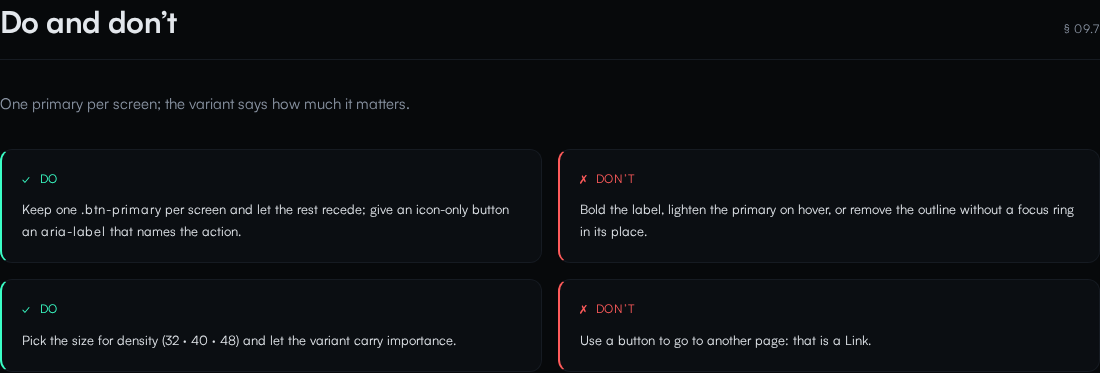 Do and don’t
§ 09.7
One primary per screen; the variant says how much it matters.
✓ DO
Keep one .btn-primary per screen and let the rest recede; give an icon-only button
an aria-label that names the action.
✗ DON’T
Bold the label, lighten the primary on hover, or remove the outline without a focus ring
in its place.
✓ DO
Pick the size for density (32 · 40 · 48) and let the variant carry importance.
✗ DON’T
Use a button to go to another page: that is a Link.